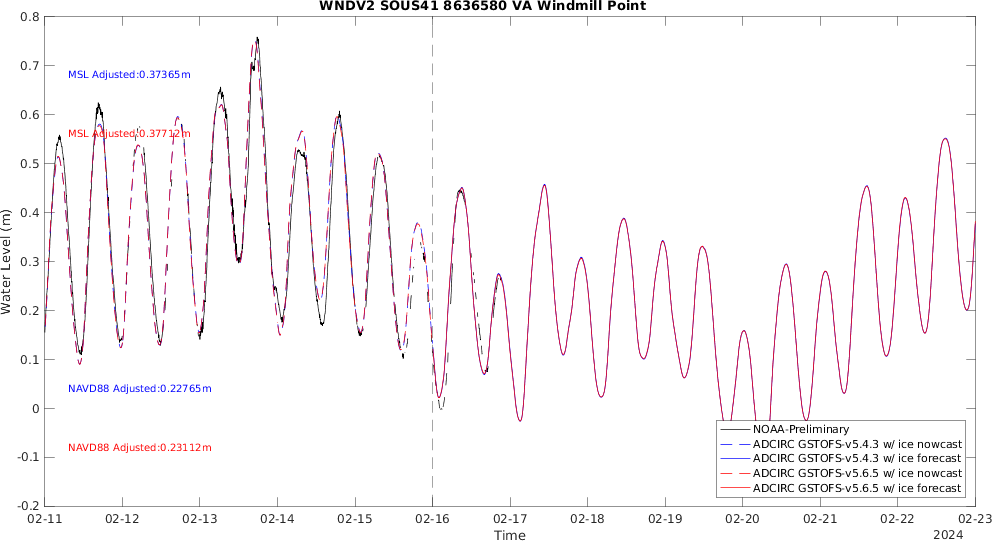 WNDV2 SOUS41 8636580 VA Windmill Point
0.8
0.7
0.6
0.5
0.4
0.3
0.2
0.1
0
-0.1
-0.2
Water Level (m)
MSL Adjusted:0.37365m
MSL Adjusted:0.37712m
NAVD88 Adjusted:0.22765m
NAVD88 Adjusted:0.23112m
NOAA-Preliminary
ADCIRC GSTOFS-v5.4.3 w/ ice nowcast
ADCIRC GSTOFS-v5.4.3 w/ ice forecast
ADCIRC GSTOFS-v5.6.5 w/ ice nowcast
ADCIRC GSTOFS-v5.6.5 w/ ice forecast
02-11 02-12 02-13 02-14 02-15 02-16 02-17 02-18 02-19 02-20 02-21 02-22 02-23
Time
2024